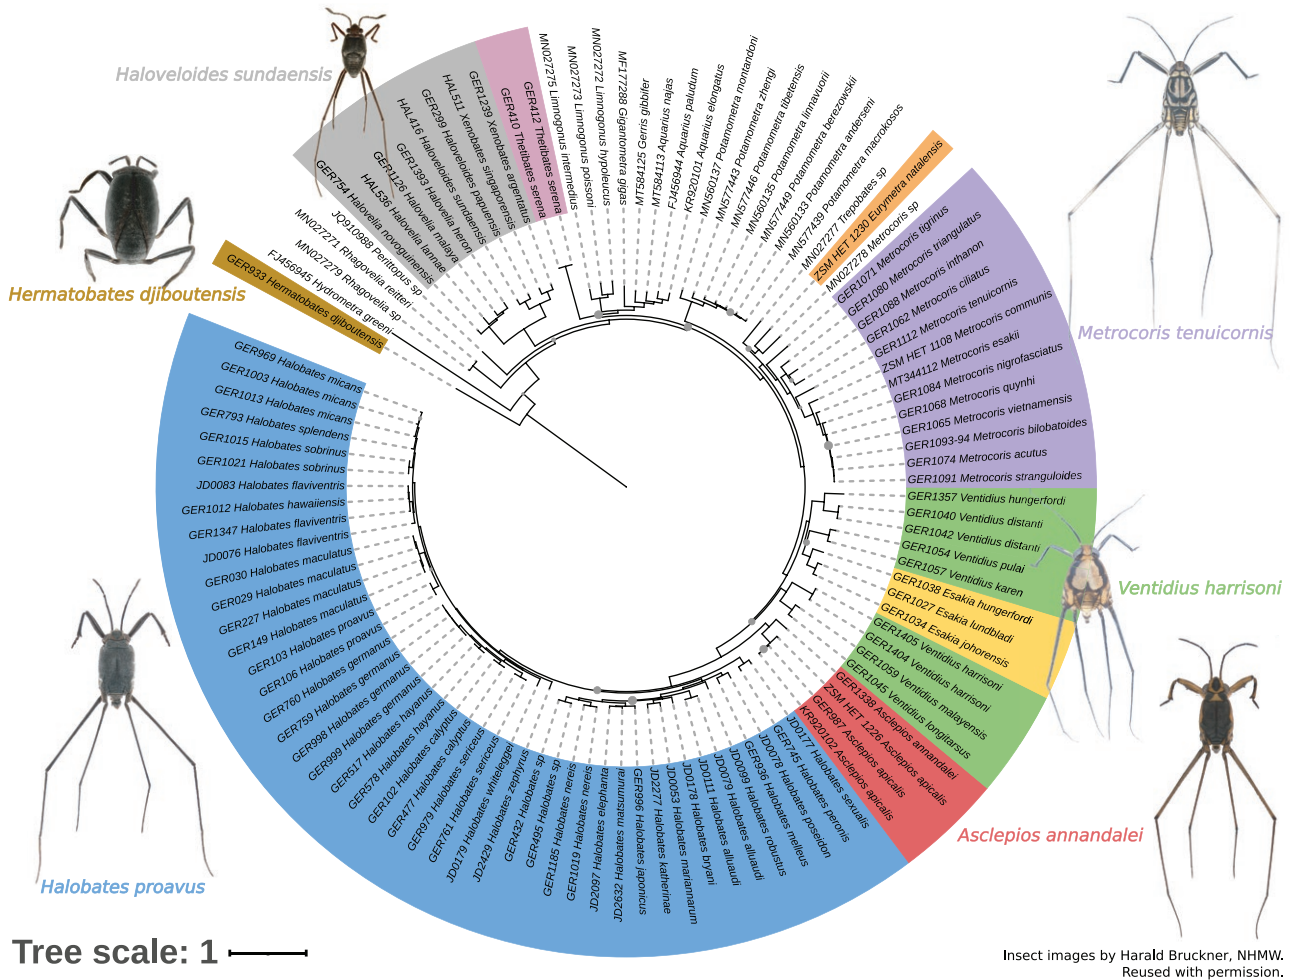 Haloveloides sundaensis
Hermatobates djiboutensis
Halobates proavus
Metrocoris tenuicornis
Ventidius harrisoni
Asclepios annandalei
GER933 Hermatobates djiboutensis
FJ456945 Hydrometra greeni
MN027279 Rhagovelia sp
MN027271 Rhagovelia reitteri
JQ910988 Perittopus sp
GER754 Halovelia novoguinensis
HAL536 Halovelia lannae
GER1126 Halovelia malaya
GER1393 Halovelia heron
HAL416 Haloveloides sundaensis
GER299 Haloveloides papuensis
HAL511 Xenobates singaporensis
GER1239 Xenobates argentatus
GER410 Thetibates serena
GER412 Thetibates serena
MN027275 Limnogonus intermedius
MN027273 Limnogonus poissoni
MN027272 Limnogonus hypoleucus
MF177288 Gigantometra gigas
MT584125 Gerris gibbifer
MT584113 Aquarius najas
FJ456944 Aquarius paludum
KR920101 Aquarius elongatus
MN560137 Potamometra montandoni
MN577443 Potamometra zhengi
MN577446 Potamometra tibetensis
MN560135 Potamometra linnavuorii
MN577449 Potamometra berezowskii
MN560133 Potamometra anderseni
MN577439 Potamometra macrokosos
MN027277 Trepobates sp
ZSM HET 1230 Eurymetra natalensis
MN027278 Metrocoris sp
GER1071 Metrocoris tigrinus
GER1080 Metrocoris triangulatus
GER1088 Metrocoris inthanon
GER1062 Metrocoris ciliatus
GER1112 Metrocoris tenuicornis
ZSM HET 1108 Metrocoris communis
MT344112 Metrocoris esakii
GER1084 Metrocoris nigrofasciatus
GER1068 Metrocoris quynhi
GER1065 Metrocoris vietnamensis
GER1093-94 Metrocoris bilobatoides
GER1074 Metrocoris acutus
GER1091 Metrocoris stranguloides
GER1357 Ventidius hungerfordi
GER1040 Ventidius distanti
GER1042 Ventidius distanti
GER1054 Ventidius pulai
GER1057 Ventidius karen
GER1038 Esakia hungerfordi
GER1027 Esakia lundbladi
GER1034 Esakia johorensis
GER1405 Ventidius harrisoni
GER1404 Ventidius harrisoni
GER1059 Ventidius malayensis
GER1045 Ventidius longitarsus
GER1338 Asclepios annandalei
ZSM HET 1226 Asclepios apicalis
GER987 Asclepios apicalis
KR920102 Asclepios apicalis
JD0177 Halobates sexualis
GER745 Halobates peronis
JD0078 Halobates poseidon
GER936 Halobates melleus
JD0099 Halobates robustus
JD0079 Halobates alluaudi
JD0111 Halobates alluaudi
JD0178 Halobates bryani
JD0053 Halobates mariannarum
JD2277 Halobates katherinae
GER996 Halobates japonicus
JD2632 Halobates matsumurai
JD2097 Halobates elephanta
GER1019 Halobates nereis
GER1185 Halobates nereis
GER495 Halobates sp
GER432 Halobates sp
JD2429 Halobates zephyrus
JD0179 Halobates whiteleggei
GER761 Halobates sericeus
GER979 Halobates sericeus
GER477 Halobates calyptus
GER102 Halobates calyptus
GER578 Halobates hayanus
GER517 Halobates hayanus
GER999 Halobates germanus
GER998 Halobates germanus
GER759 Halobates germanus
GER760 Halobates germanus
GER106 Halobates proavus
GER103 Halobates proavus
GER149 Halobates maculatus
GER227 Halobates maculatus
GER029 Halobates maculatus
GER030 Halobates maculatus
JD0076 Halobates flaviventris
GER1347 Halobates flaviventris
GER1012 Halobates hawaiiensis
JD0083 Halobates flaviventris
GER1021 Halobates sobrinus
GER1015 Halobates sobrinus
GER793 Halobates splendens
GER1013 Halobates micans
GER1003 Halobates micans
GER969 Halobates micans
Tree scale: 1
Insect images by Harald Bruckner, NHMW.
Reused with permission.